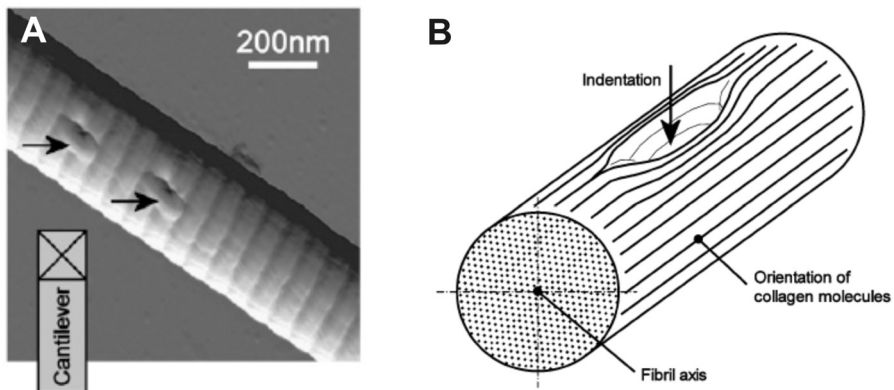 A
200nm
Cantilever
B
Indentation
Orientation of
collagen molecules
Fibril axis